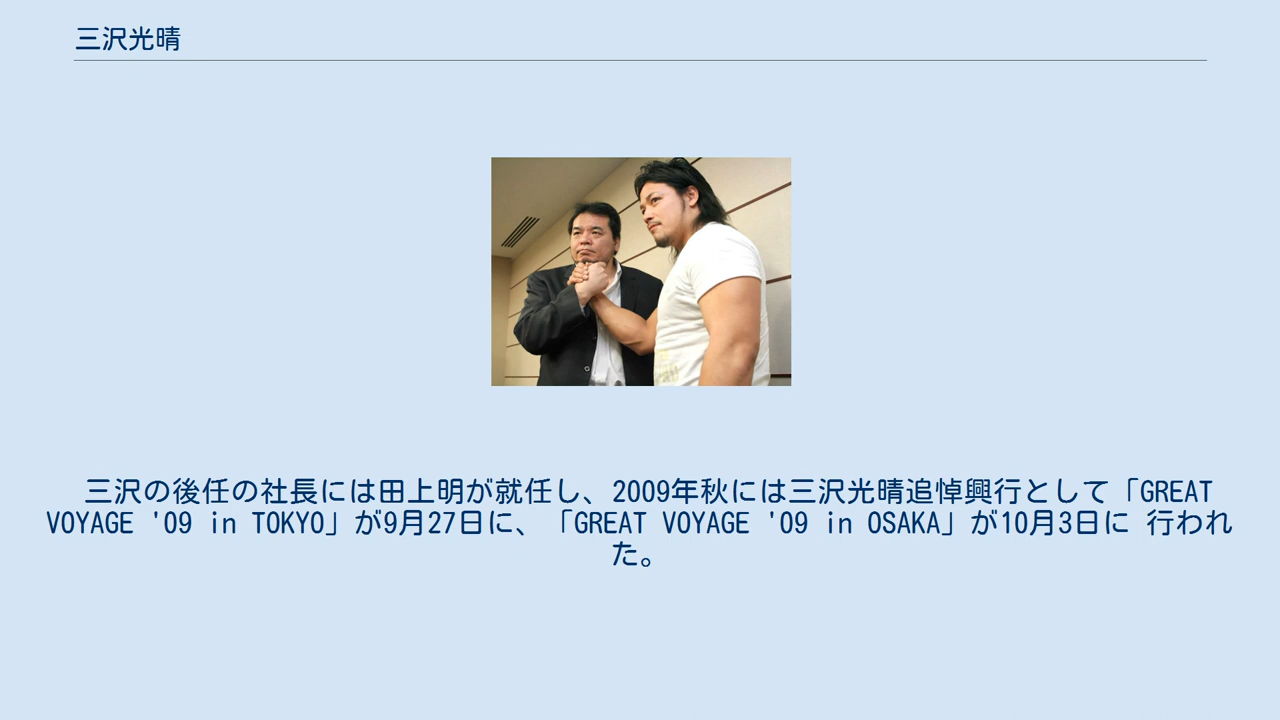 三沢光晴
三沢の後任の社長には田上明が就任し、2009年秋には三沢光晴追悼興行として「GREAT
VOYAGE '09 in TOKYO」が9月27日に、「GREAT VOYAGE '09 in OSAKA」が10月3日に 行われ
た。